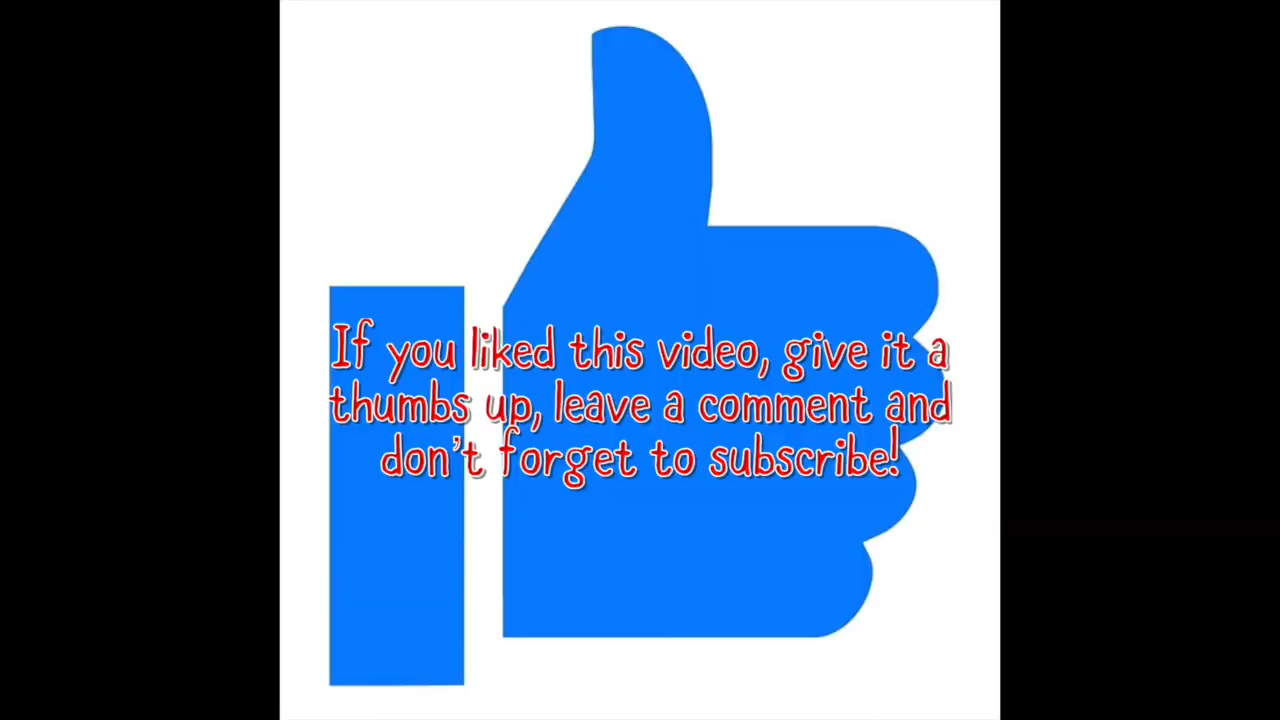 If you liked this video, give it a
thumbs up, leave a comment and
don't forget to subscribe!